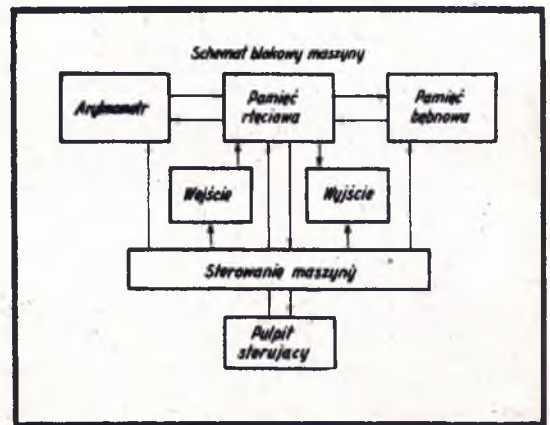 Schemat blokowy maszyny
Arytmometr
Pamięć
rtęciowa
Pamięć
bębnowa
Wejście
Wyjście
Sterowanie maszyny
Pulpit
sterujący